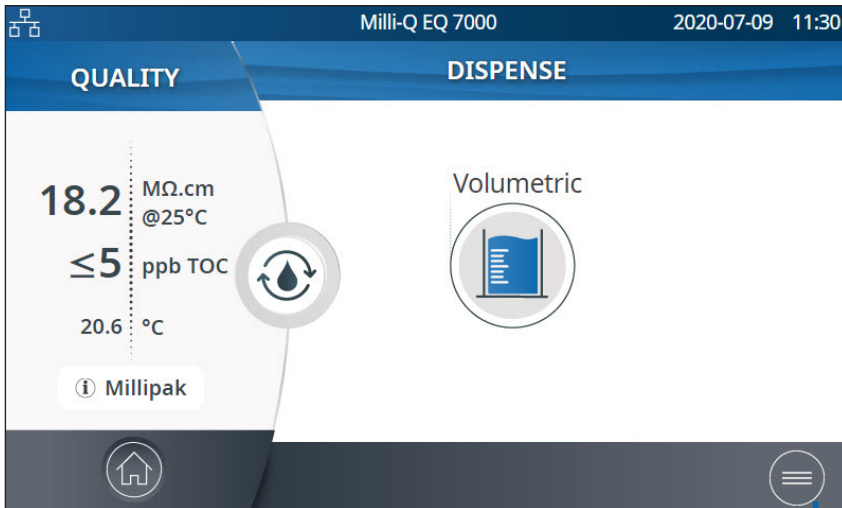 Milli-Q EQ 7000
2020-07-09 11:30
QUALITY
DISPENSE
18.2 MΩ.cm
@25°C
≤5 ppb TOC
20.6 °C
i Millipak
Volumetric